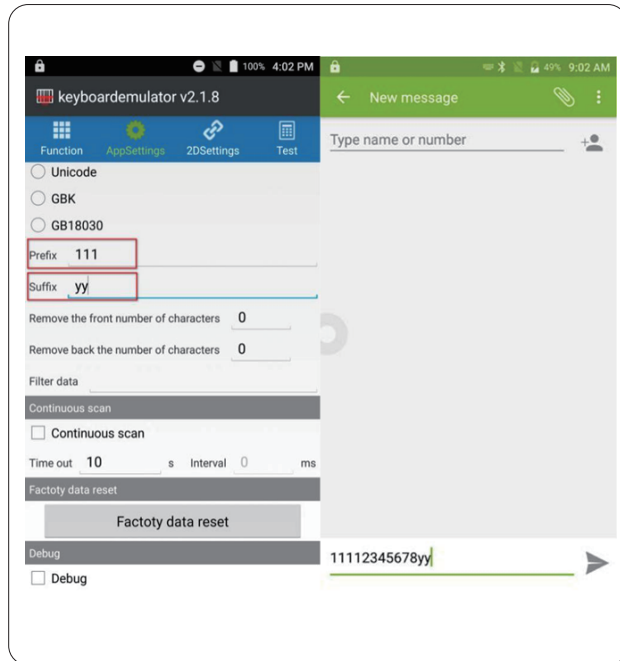 100% 4:02 PM
keyboardemulator v2.1.8
Function AppSettings 2DSettings Test
Unicode
GBK
GB18030
Prefix 111
Suffix yy
Remove the front number of characters 0
Remove back the number of characters 0
Filter data
Continuous scan
Continuous scan
Time out 10 s Interval 0 ms
Factoty data reset
Factoty data reset
Debug
Debug
49% 9:02 AM
New message
Type name or number
11112345678yy